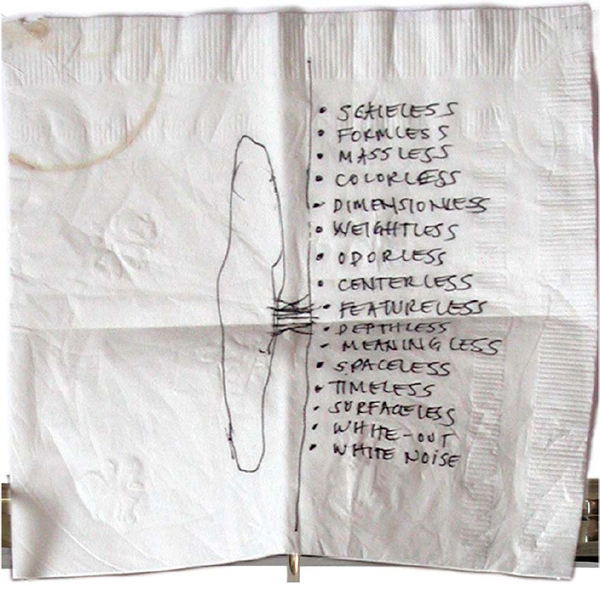 • SCALELESS
• FORMLESS
• MASSLESS
• COLORLESS
- DIMENSIONLESS
• WEIGHTLESS
• ODORLESS
• CENTERLESS
• FEATURELESS
- DEPTHLESS
- MEANINGLESS
• SPACELESS
• TIMELESS
• SURFACELESS
• WHITE-OUT
• WHITE NOISE